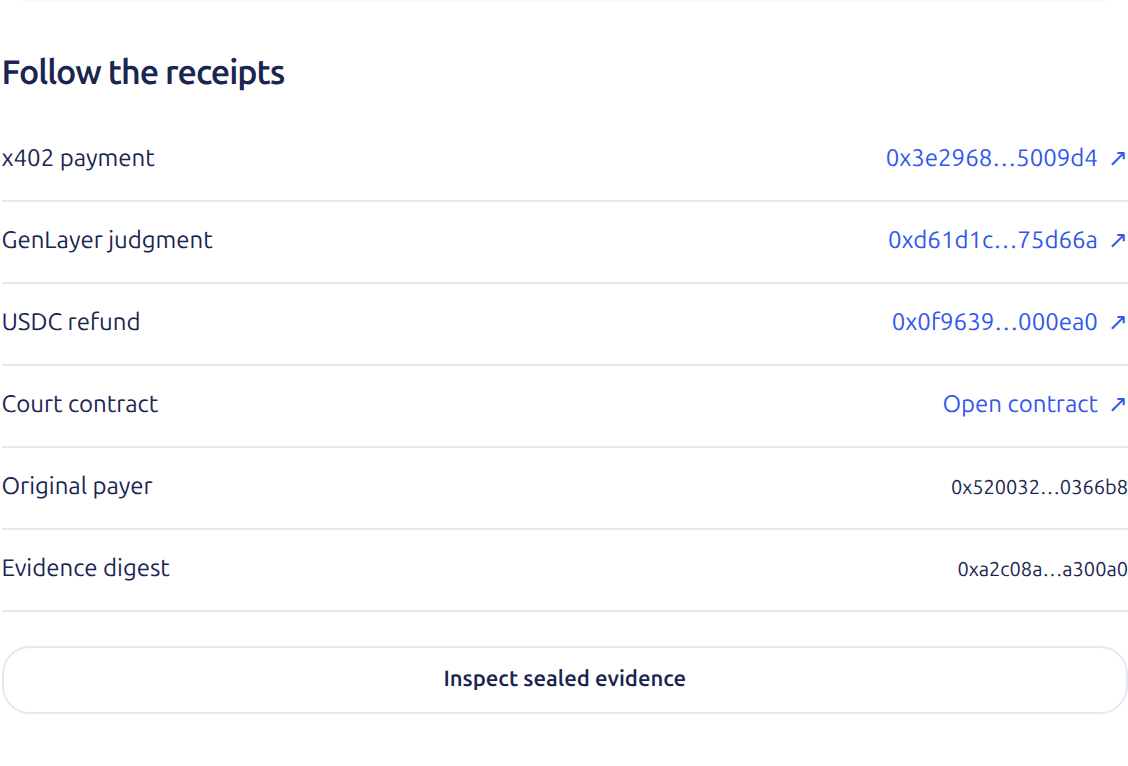 Follow the receipts
x402 payment 0x3e2968...5009d4 ↗
GenLayer judgment 0xd61d1c...75d66a ↗
USDC refund 0x0f9639...000ea0 ↗
Court contract Open contract ↗
Original payer 0x520032...0366b8
Evidence digest 0xa2c08a...a300a0
Inspect sealed evidence